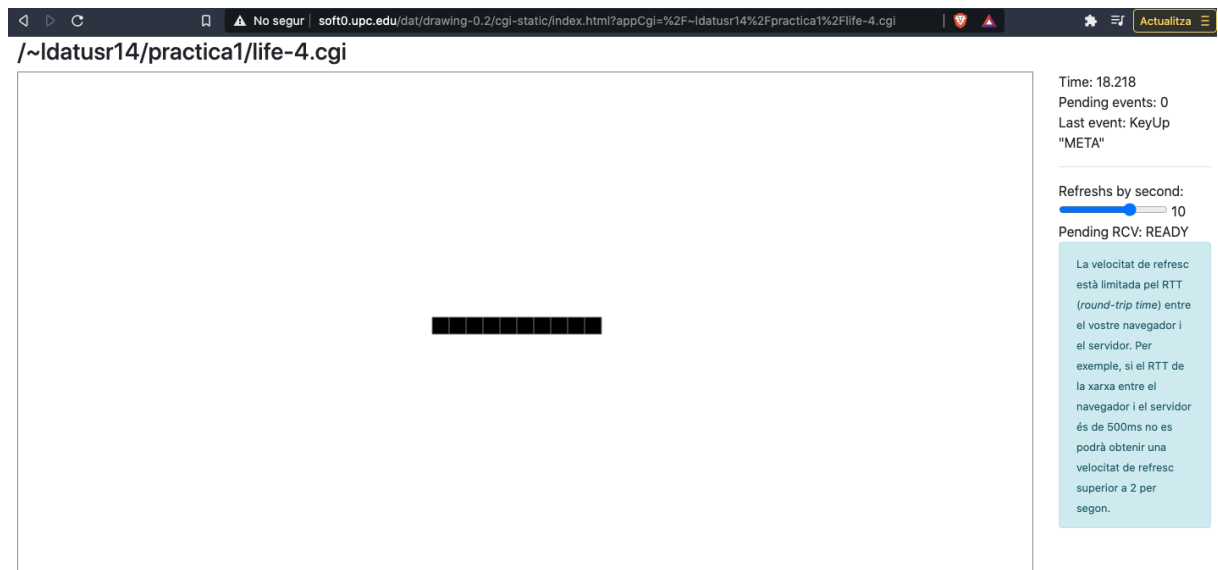 No segur soft0.upc.edu/dat/drawing-0.2/cgi-static/index.html?appCgi=%2F~ldatusr14%2Fpractica1%2Flife-4.cgi
Actualitza
/~ldatusr14/practica1/life-4.cgi
Time: 18.218
Pending events: 0
Last event: KeyUp
"META"
Refreshs by second:
10
Pending RCV: READY
La velocitat de refresc
està limitada pel RTT
(round-trip time) entre
el vostre navegador i
el servidor. Per
exemple, si el RTT de
la xarxa entre el
navegador i el servidor
és de 500ms no es
podrà obtenir una
velocitat de refresc
superior a 2 per
segon.